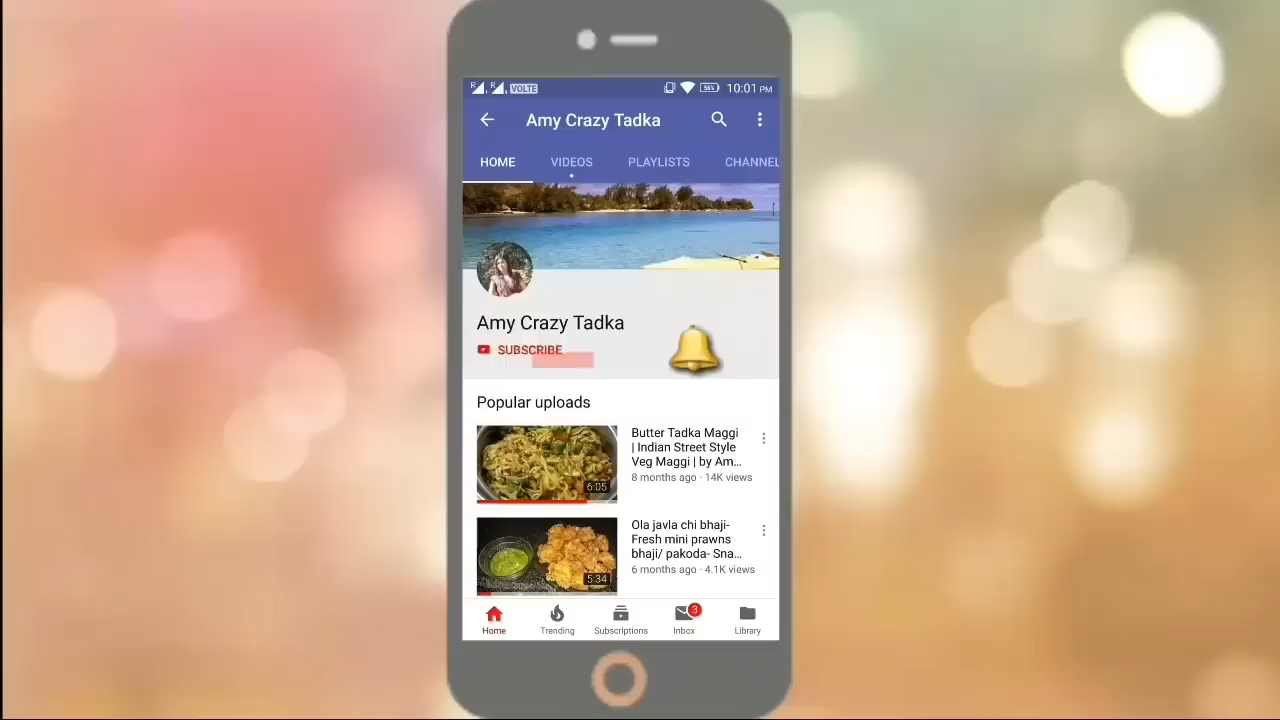 R R VOLTE 56% 10:01 PM
Amy Crazy Tadka
HOME VIDEOS PLAYLISTS CHANNEL
Amy Crazy Tadka
SUBSCRIBE
Popular uploads
Butter Tadka Maggi
| Indian Street Style
Veg Maggi | by Am...
8 months ago · 14K views
6:05
Ola javla chi bhaji-
Fresh mini prawns
bhaji/ pakoda- Sna...
6 months ago · 4.1K views
5:34
3
Home Trending Subscriptions Inbox Library